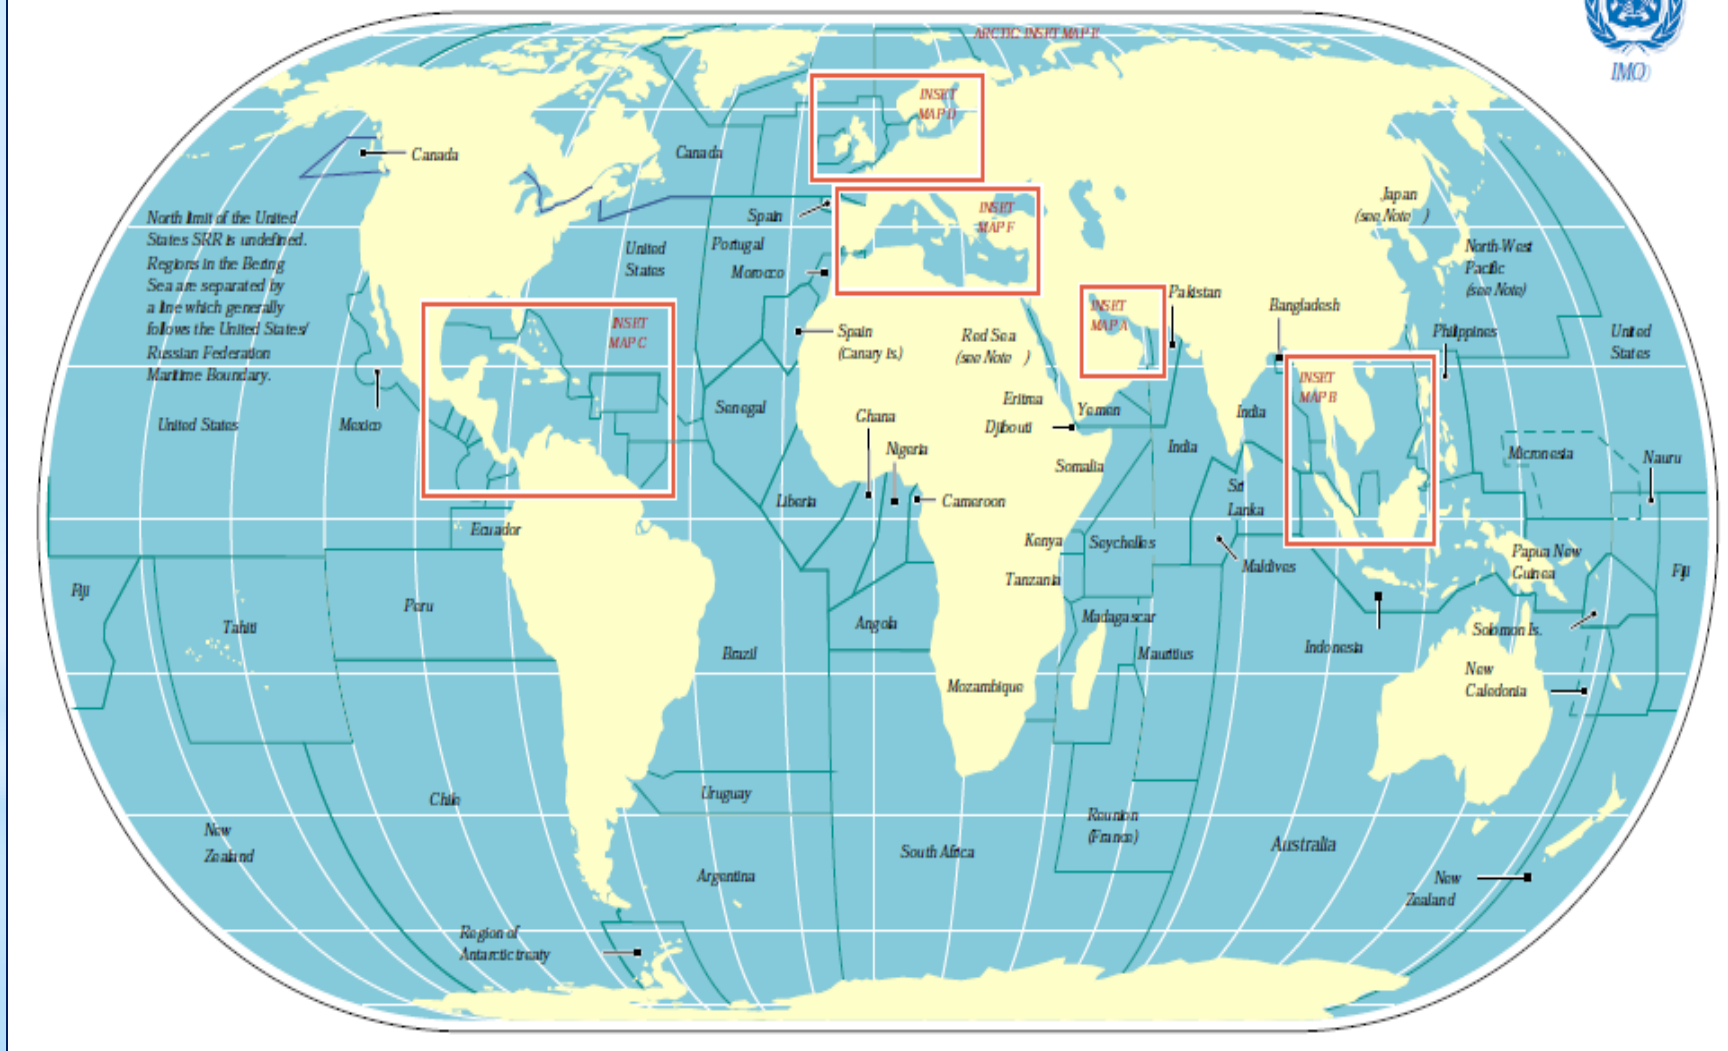 ARCTIC INSET MAP E
IMO
INSET
MAP D
Canada
Canada
Spain
INSET
MAP F
Japan
(see Note )
North limit of the United
States SRR is undefined.
Regions in the Bering
Sea are separated by
a line which generally
follows the United States/
Russian Federation
Maritime Boundary.
United
States
Portugal
Morocco
North-West
Pacific
(see Note)
INSET
MAP A
Pakistan
Bangladesh
INSET
MAP C
Spain
(Canary Is.)
Red Sea
(see Note )
Philippines
United
States
INSET
MAP B
United States
Mexico
Senegal
Ghana
Nigeria
Eritrea
Djibouti
Yemen
Somalia
India
India
Micronesia
Nauru
Liberia
Cameroon
Sri
Lanka
Ecuador
Kenya
Seychelles
Maldives
Papua New
Guinea
Fiji
Fiji
Peru
Tanzania
Tahiti
Angola
Madagascar
Solomon Is.
Brazil
Mauritius
Indonesia
Mozambique
New
Caledonia
Chile
Uruguay
Reunion
(France)
New
Zealand
South Africa
Australia
Argentina
New
Zealand
Region of
Antarctic treaty